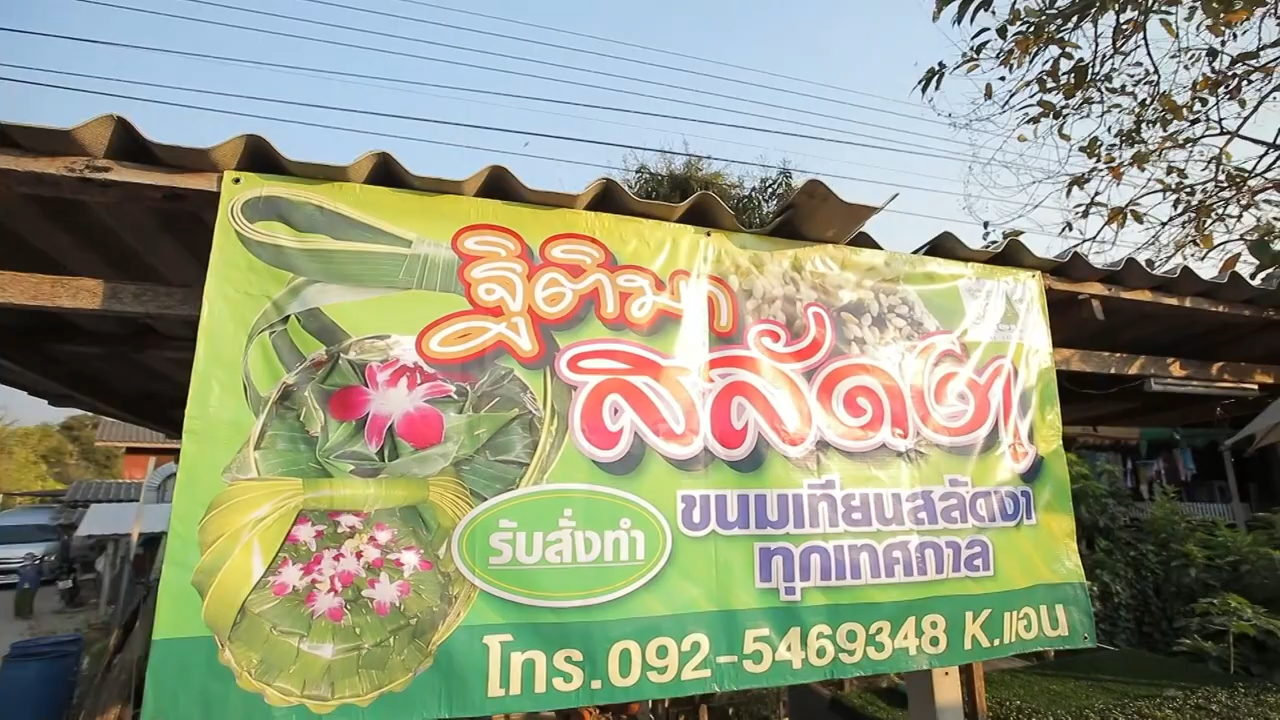 ฐิติมา
สลัดงา
รับสั่งทำ
ขนมเทียนสลัดงา
ทุกเทศกาล
โทร.092-5469348 K.แอน